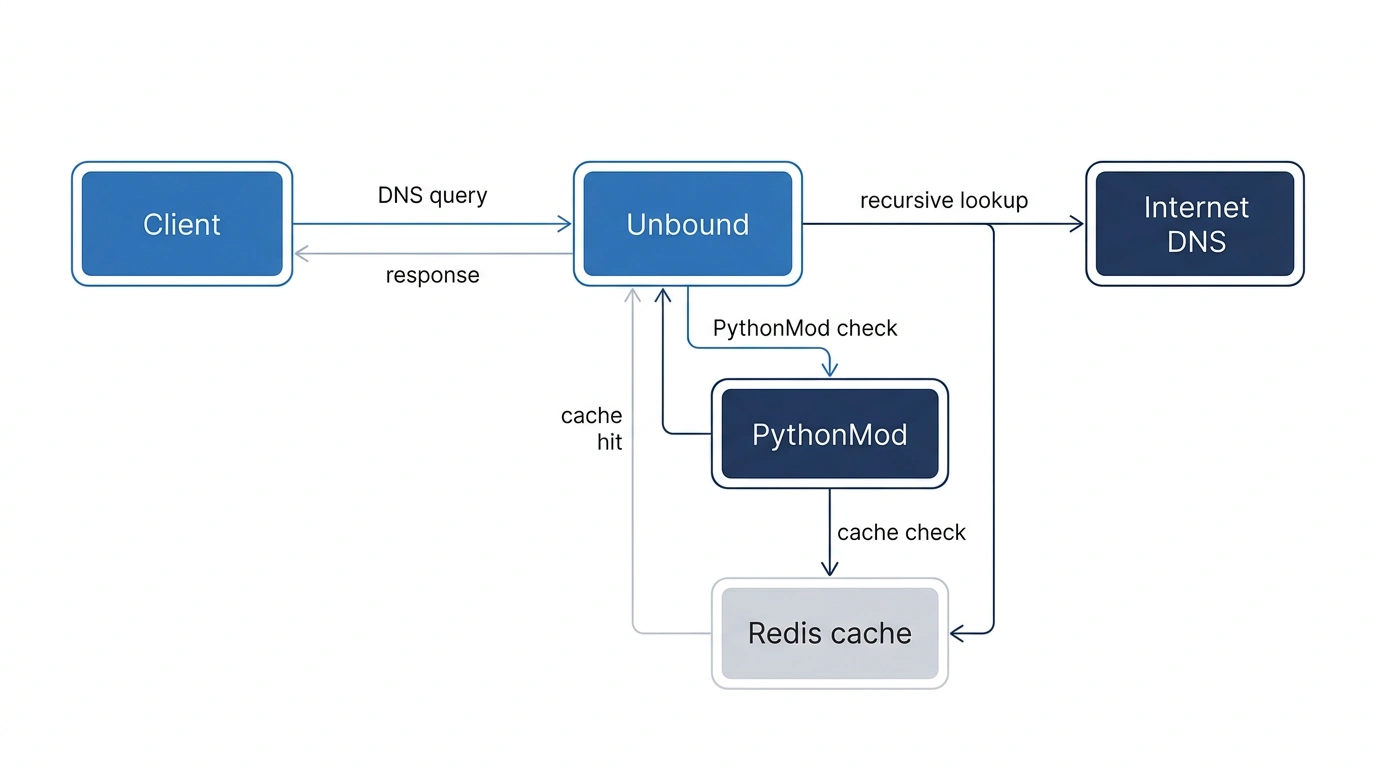 DNS query
recursive lookup
Client
Unbound
Internet
DNS
response
PythonMod check
cache
hit
PythonMod
cache check
Redis cache